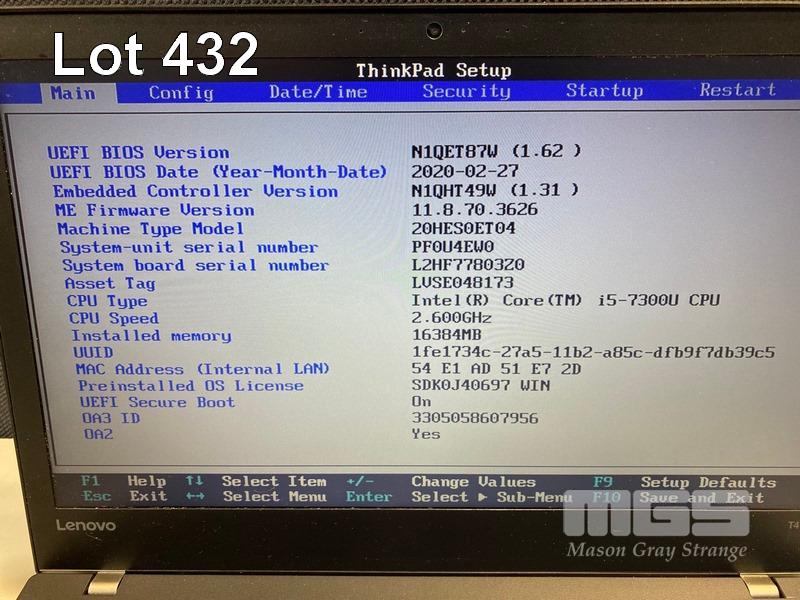 Lot 432
ThinkPad Setup
Main Config Date/Time Security Startup Restart
UEFI BIOS Version N1QET87W (1.62 )
UEFI BIOS Date (Year-Month-Date) 2020-02-27
Embedded Controller Version N1QHT49W (1.31 )
ME Firmware Version 11.8.70.3626
Machine Type Model 20HES0ET04
System-unit serial number PF0U4EW0
System board serial number L2HF77803Z0
Asset Tag LVSE048173
CPU Type Intel(R) Core(TM) i5-7300U CPU
CPU Speed 2.600GHz
Installed memory 16384MB
UUID 1fe1734c-27a5-11b2-a85c-dfb9f7db39c5
MAC Address (Internal LAN) 54 E1 AD 51 E7 2D
Preinstalled OS License SDK0J40697 WIN
UEFI Secure Boot On
OA3 ID 3305058607956
OA2 Yes
F1 Help ↑↓ Select Item +/- Change Values F9 Setup Defaults
Esc Exit ←→ Select Menu Enter Select ▶ Sub-Menu F10 Save and Exit
MGS
Lenovo T4
Mason Gray Strange